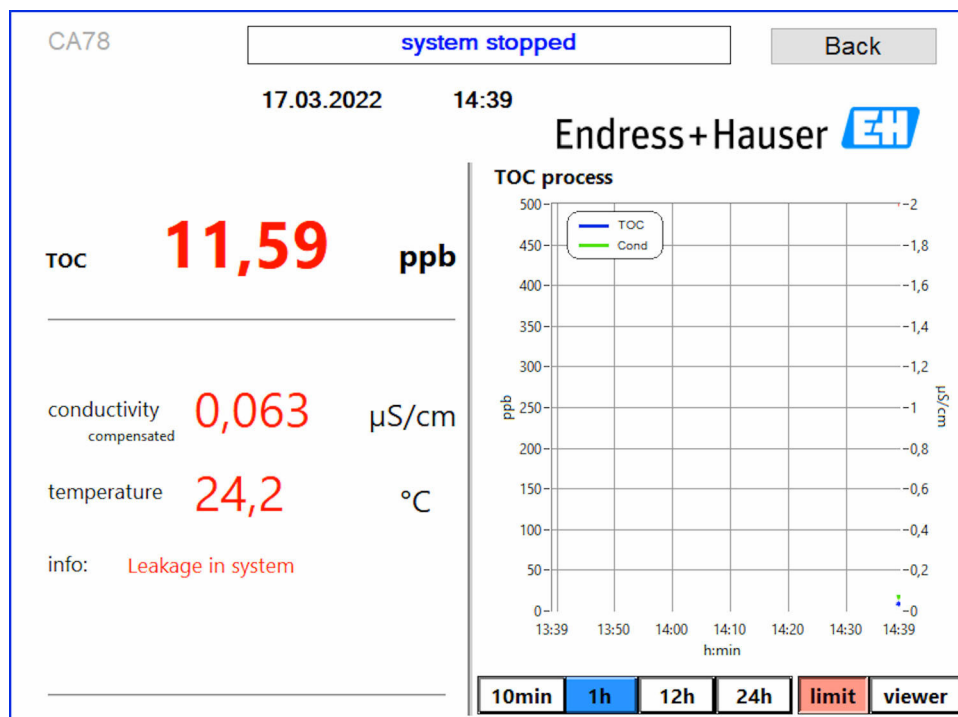 CA78
system stopped
Back
17.03.2022 14:39
Endress+Hauser EH
TOC 11,59 ppb
conductivity 0,063 µS/cm
compensated
temperature 24,2 °C
info: Leakage in system
TOC process
TOC
Cond
500
450
400
350
300
250
200
150
100
50
0
ppb
2
1,8
1,6
1,4
1,2
1
0,8
0,6
0,4
0,2
0
µS/cm
13:39 13:50 14:00 14:10 14:20 14:30 14:39
h:min
10min 1h 12h 24h limit viewer